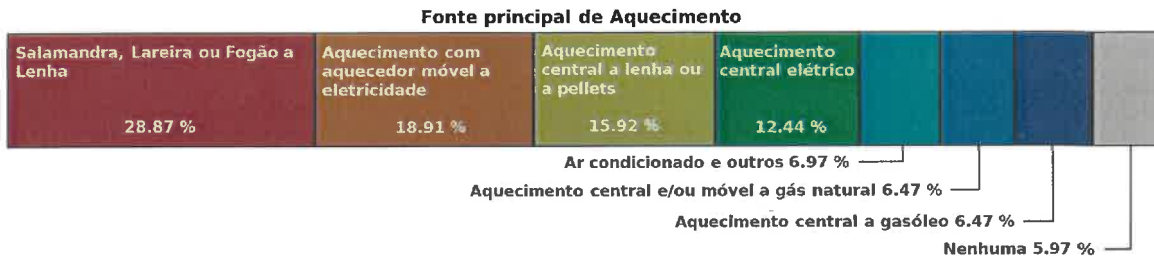 Fonte principal de Aquecimento
Salamandra, Lareira ou Fogão a
Lenha
28.87 %
Aquecimento com
aquecedor móvel a
eletricidade
18.91 %
Aquecimento
central a lenha ou
a pellets
15.92 %
Aquecimento
central elétrico
12.44 %
Ar condicionado e outros 6.97 %
Aquecimento central e/ou móvel a gás natural 6.47 %
Aquecimento central a gasóleo 6.47 %
Nenhuma 5.97 %